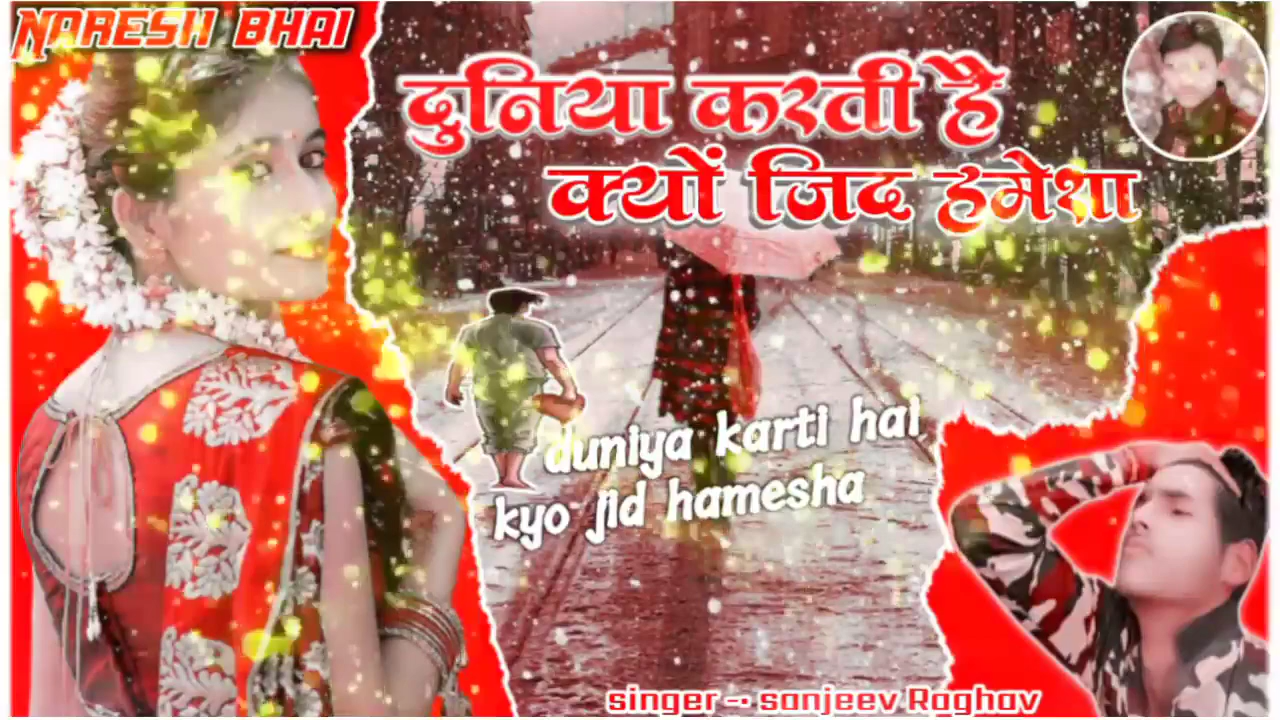 NARESH BHAI
दुनिया करती है
क्यों जिद हमेशा
duniya karti hai
kyo jid hamesha
singer -. sanjeev Raghav